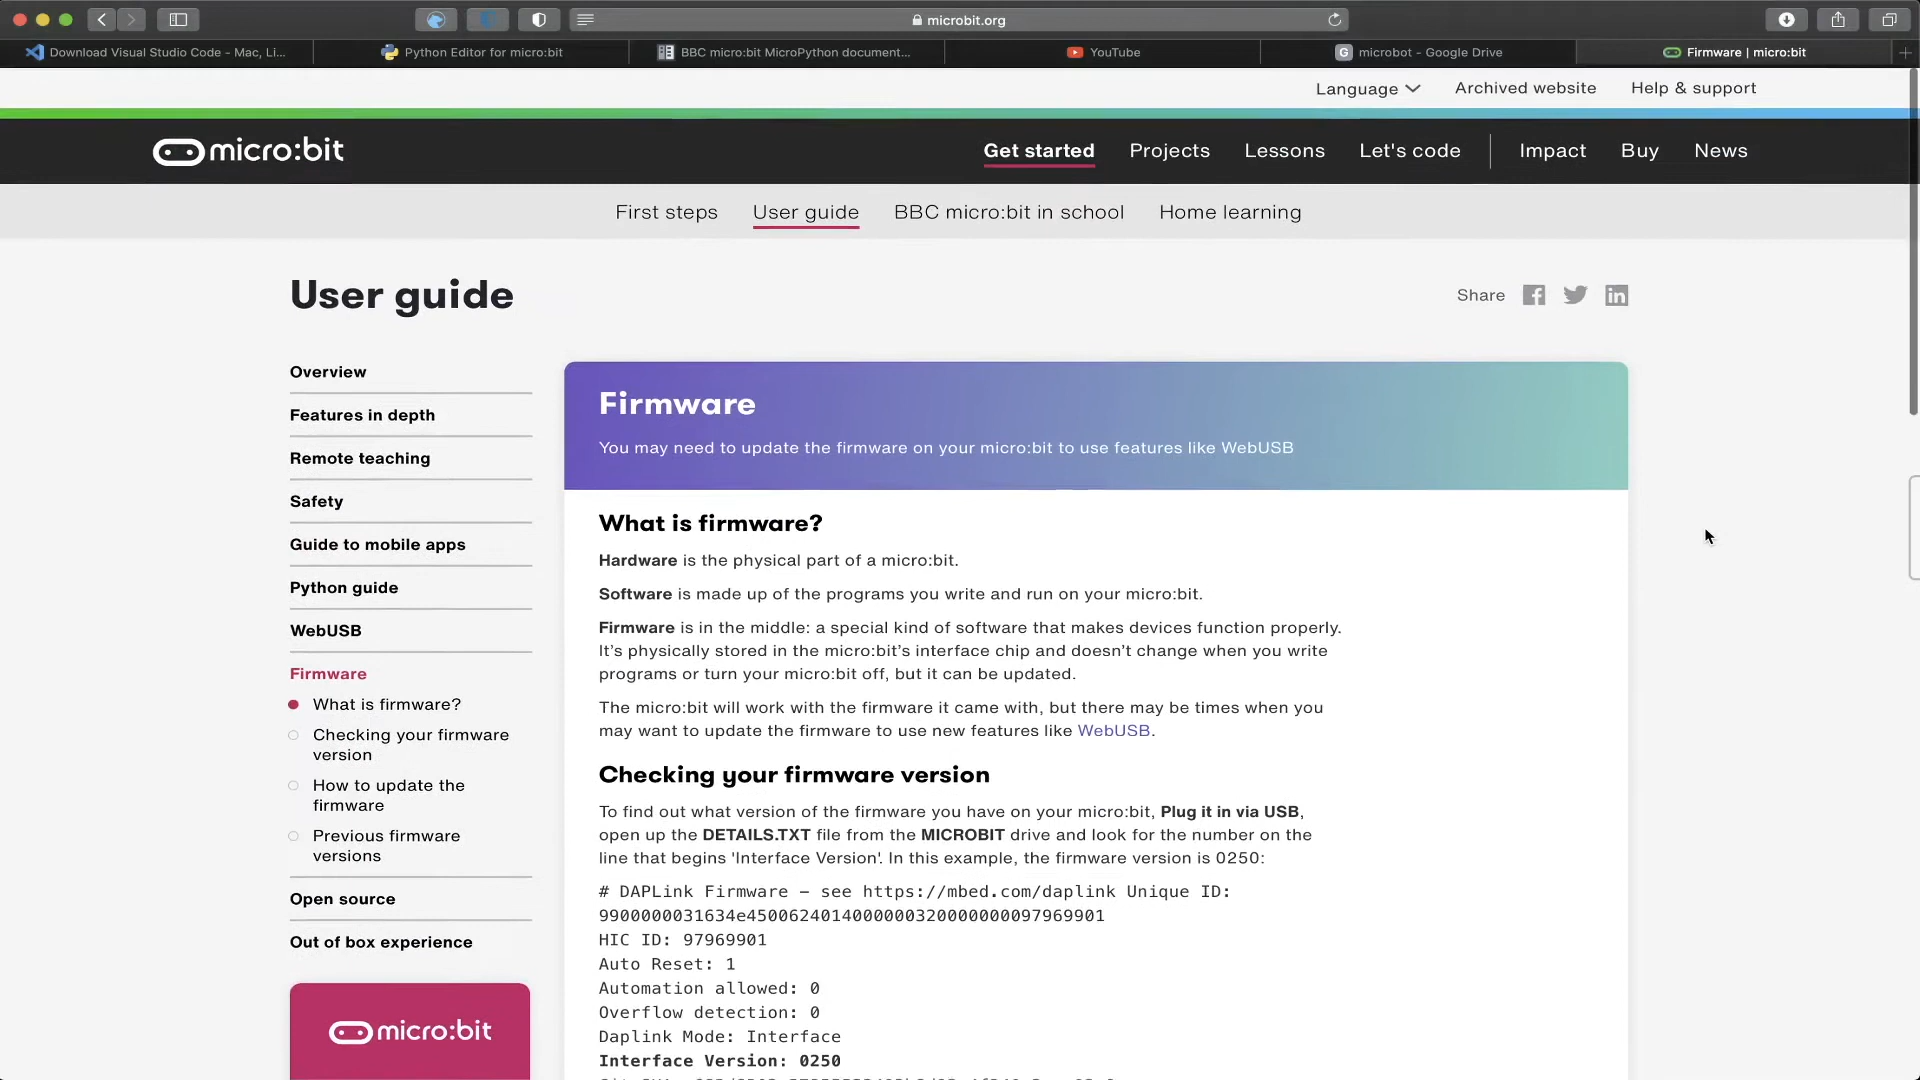 microbit.org
Download Visual Studio Code - Mac, Li...
Python Editor for micro:bit
BBC micro:bit MicroPython document...
YouTube
G microbot - Google Drive
Firmware | micro:bit
Language
Archived website
Help & support
micro:bit
Get started
Projects
Lessons
Let's code
Impact
Buy
News
First steps
User guide
BBC micro:bit in school
Home learning
User guide
Share
Overview
Features in depth
Remote teaching
Safety
Guide to mobile apps
Python guide
WebUSB
Firmware
What is firmware?
Checking your firmware
version
How to update the
firmware
Previous firmware
versions
Open source
Out of box experience
micro:bit
Firmware
You may need to update the firmware on your micro:bit to use features like WebUSB
What is firmware?
Hardware is the physical part of a micro:bit.
Software is made up of the programs you write and run on your micro:bit.
Firmware is in the middle: a special kind of software that makes devices function properly.
It's physically stored in the micro:bit's interface chip and doesn't change when you write
programs or turn your micro:bit off, but it can be updated.
The micro:bit will work with the firmware it came with, but there may be times when you
may want to update the firmware to use new features like WebUSB.
Checking your firmware version
To find out what version of the firmware you have on your micro:bit, Plug it in via USB,
open up the DETAILS.TXT file from the MICROBIT drive and look for the number on the
line that begins 'Interface Version'. In this example, the firmware version is 0250:
# DAPLink Firmware – see https://mbed.com/daplink Unique ID:
9900000031634e4500624014000000320000000097969901
HIC ID: 97969901
Auto Reset: 1
Automation allowed: 0
Overflow detection: 0
Daplink Mode: Interface
Interface Version: 0250